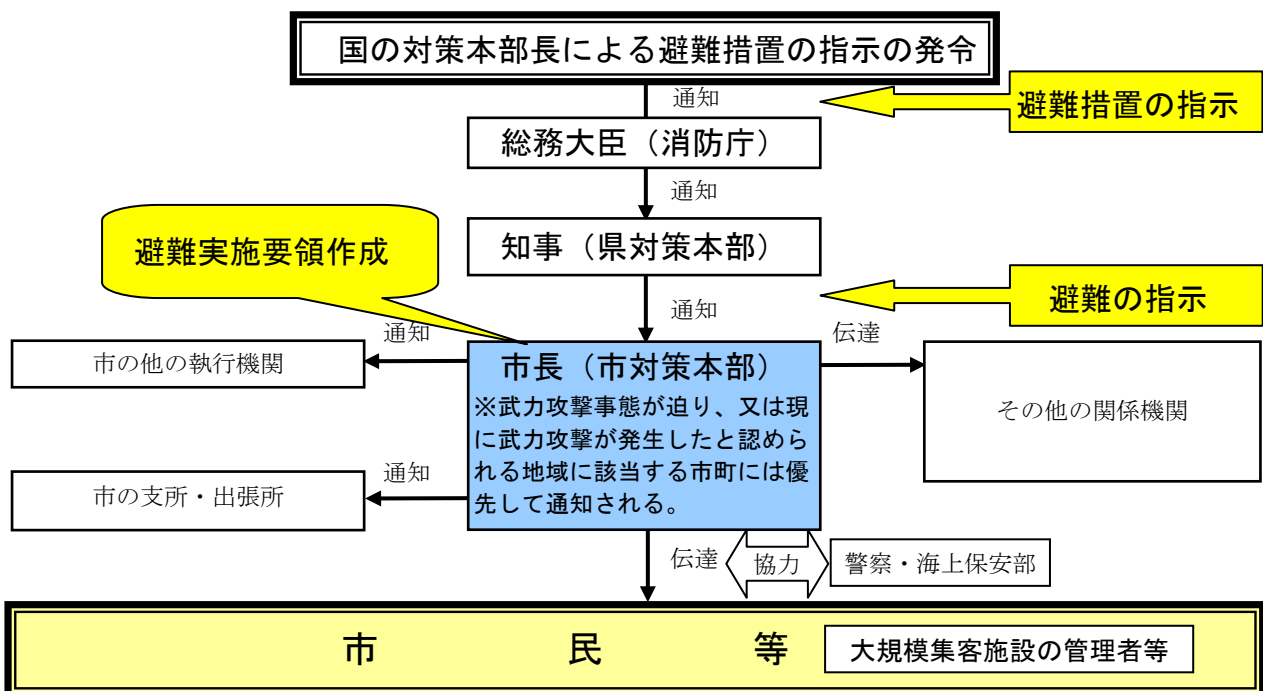 国の対策本部長による避難措置の指示の発令
通知
避難措置の指示
総務大臣（消防庁）
通知
避難実施要領作成
知事（県対策本部）
通知
避難の指示
通知
伝達
市の他の執行機関
市長（市対策本部）
※武力攻撃事態が迫り、又は現
に武力攻撃が発生したと認めら
れる地域に該当する市町には優
先して通知される。
その他の関係機関
通知
市の支所・出張所
伝達
協力
警察・海上保安部
市　民　等
大規模集客施設の管理者等